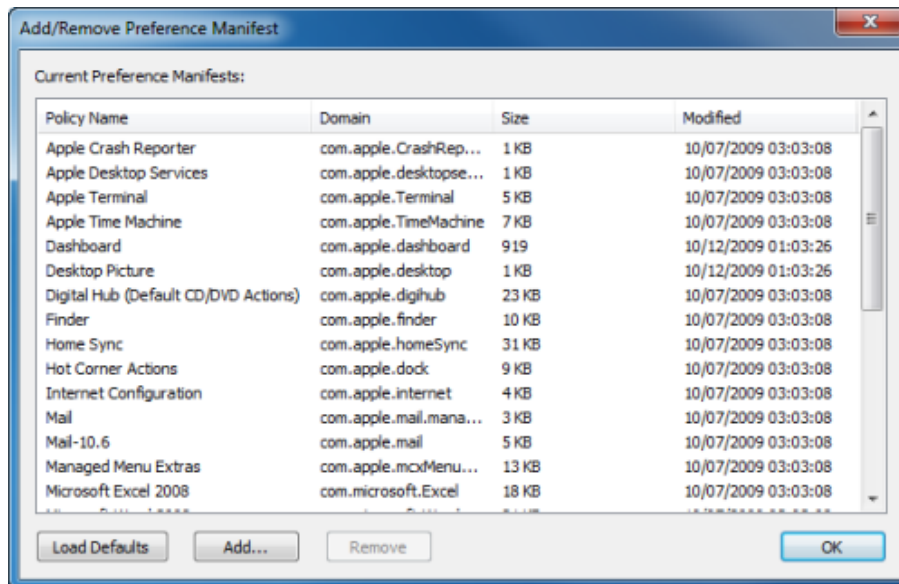 Add/Remove Preference Manifest
Current Preference Manifests:
Policy Name Domain Size Modified
Apple Crash Reporter com.apple.CrashRep... 1 KB 10/07/2009 03:03:08
Apple Desktop Services com.apple.desktopse... 1 KB 10/07/2009 03:03:08
Apple Terminal com.apple.Terminal 5 KB 10/07/2009 03:03:08
Apple Time Machine com.apple.TimeMachine 7 KB 10/07/2009 03:03:08
Dashboard com.apple.dashboard 919 10/12/2009 01:03:26
Desktop Picture com.apple.desktop 1 KB 10/12/2009 01:03:26
Digital Hub (Default CD/DVD Actions) com.apple.digihub 23 KB 10/07/2009 03:03:08
Finder com.apple.finder 10 KB 10/07/2009 03:03:08
Home Sync com.apple.homeSync 31 KB 10/07/2009 03:03:08
Hot Corner Actions com.apple.dock 9 KB 10/07/2009 03:03:08
Internet Configuration com.apple.internet 4 KB 10/07/2009 03:03:08
Mail com.apple.mail.mana... 3 KB 10/07/2009 03:03:08
Mail-10.6 com.apple.mail 5 KB 10/07/2009 03:03:08
Managed Menu Extras com.apple.mcxMenu... 13 KB 10/07/2009 03:03:08
Microsoft Excel 2008 com.microsoft.Excel 18 KB 10/07/2009 03:03:08
Load Defaults Add... Remove OK